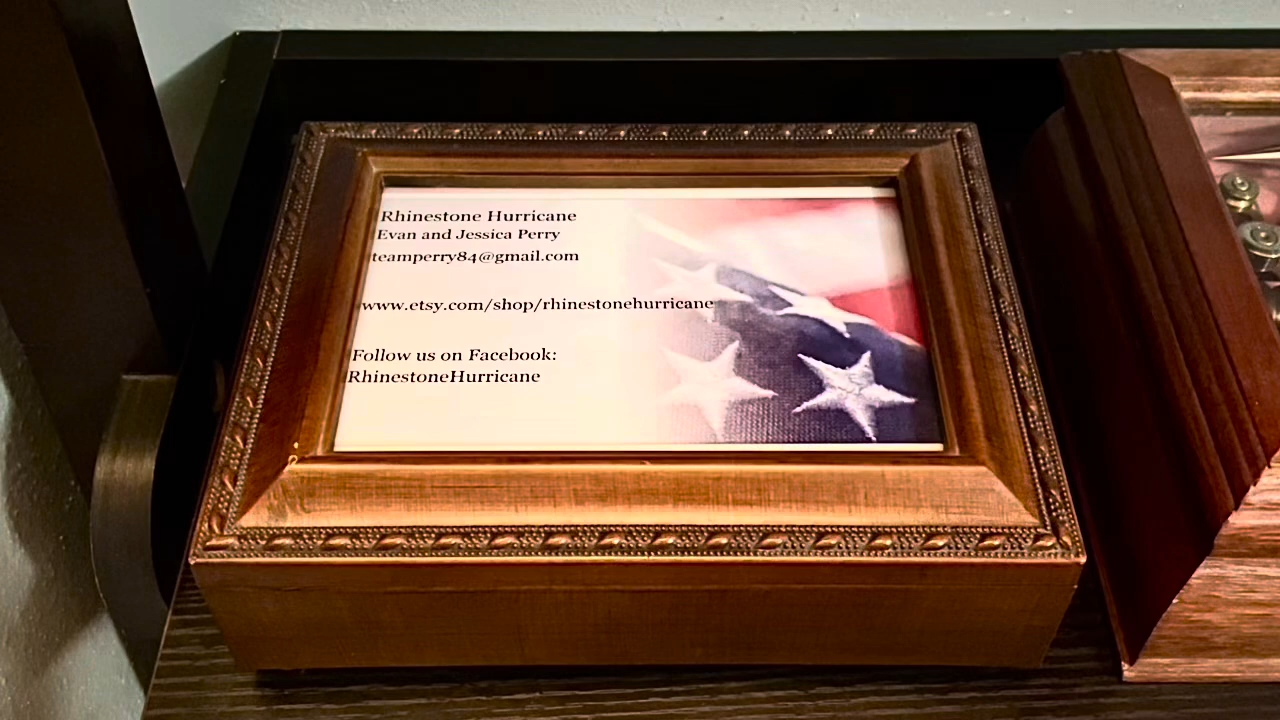 Rhinestone Hurricane
Evan and Jessica Perry
teamperry84@gmail.com
www.etsy.com/shop/rhinestonehurricane
Follow us on Facebook:
RhinestoneHurricane